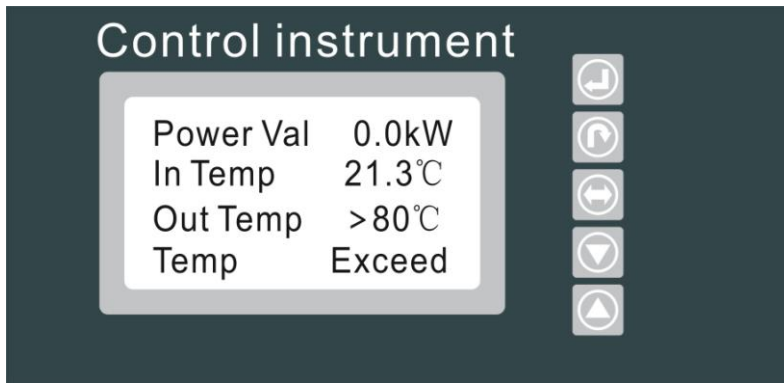 Control instrument
Power Val 0.0kW
In Temp 21.3℃
Out Temp >80℃
Temp Exceed